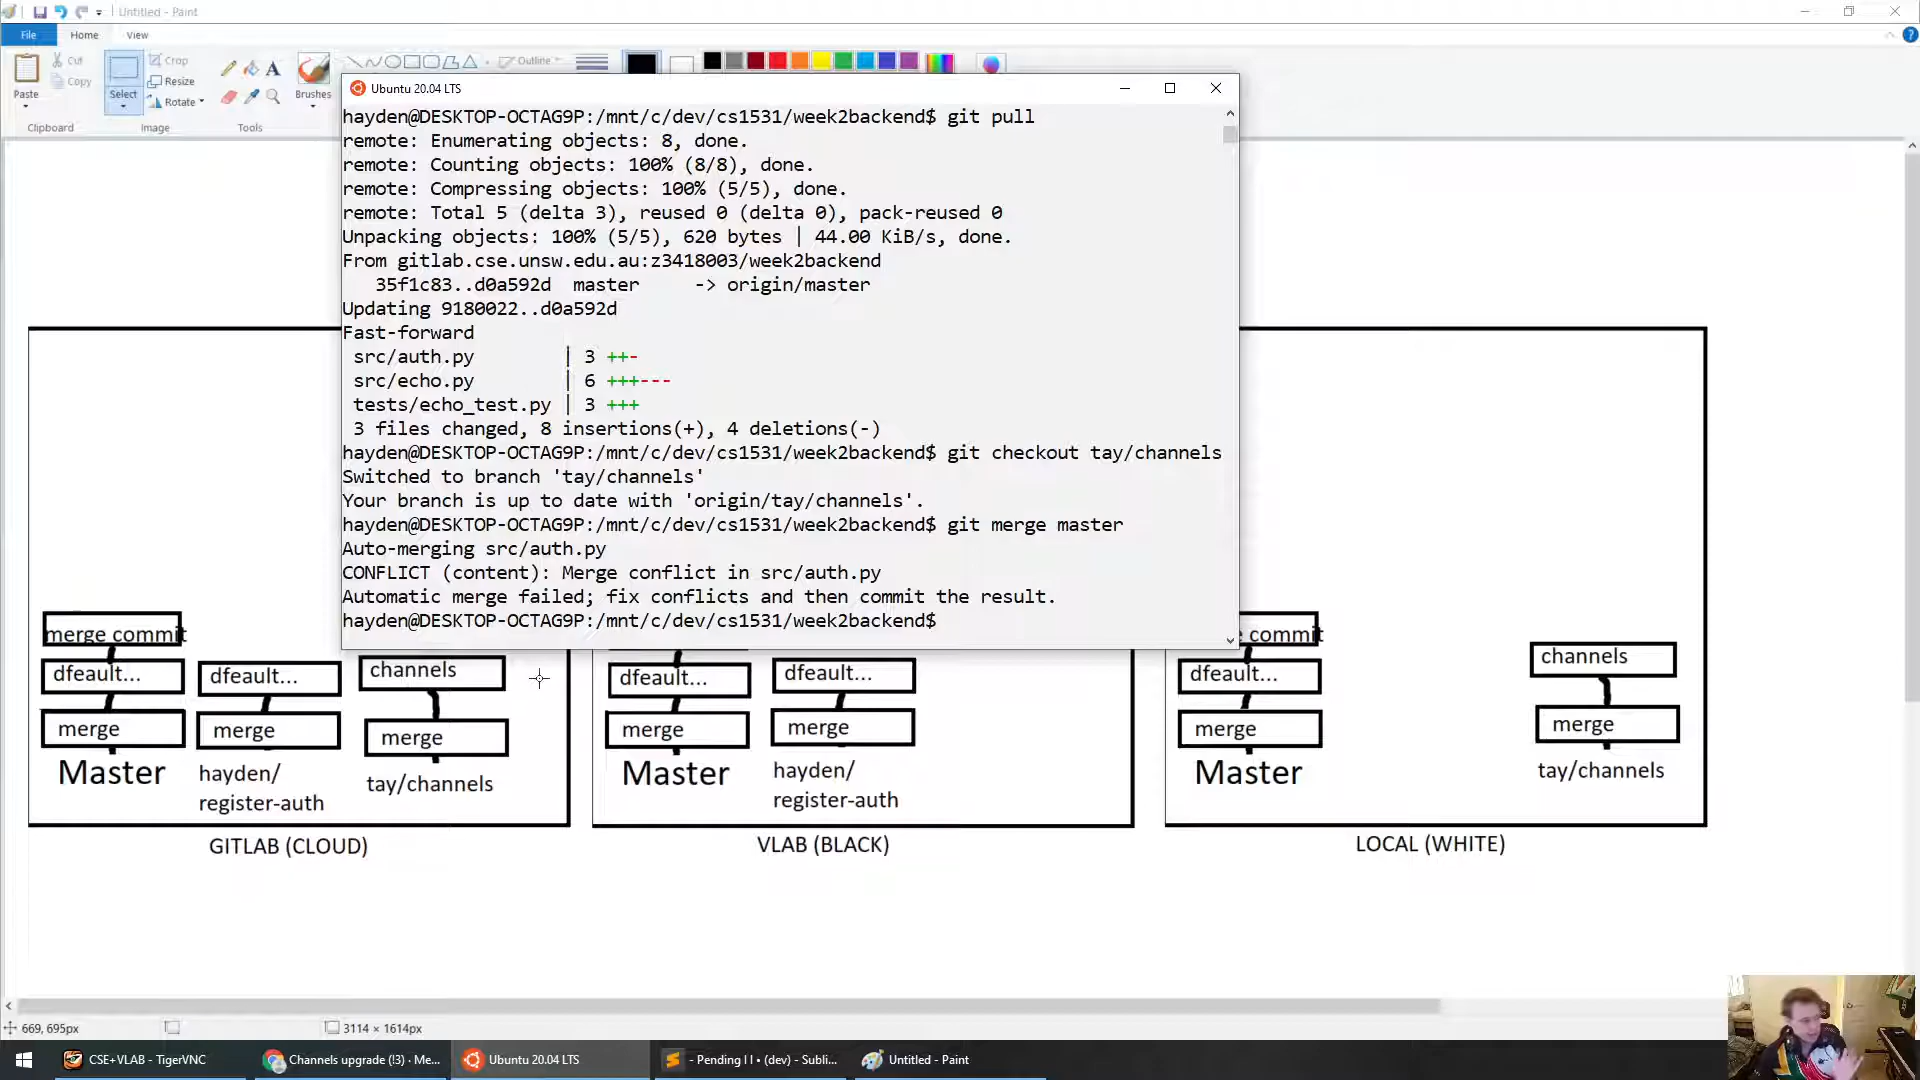 Untitled - Paint
File
Home
View
Paste
Cut
Copy
Clipboard
Select
Crop
Resize
Rotate
Image
Tools
Brushes
Outline
Ubuntu 20.04 LTS
hayden@DESKTOP-OCTAG9P:/mnt/c/dev/cs1531/week2backend$ git pull
remote: Enumerating objects: 8, done.
remote: Counting objects: 100% (8/8), done.
remote: Compressing objects: 100% (5/5), done.
remote: Total 5 (delta 3), reused 0 (delta 0), pack-reused 0
Unpacking objects: 100% (5/5), 620 bytes | 44.00 KiB/s, done.
From gitlab.cse.unsw.edu.au:z3418003/week2backend
35f1c83..d0a592d master -> origin/master
Updating 9180022..d0a592d
Fast-forward
src/auth.py | 3 ++-
src/echo.py | 6 +++---
tests/echo_test.py | 3 +++
3 files changed, 8 insertions(+), 4 deletions(-)
hayden@DESKTOP-OCTAG9P:/mnt/c/dev/cs1531/week2backend$ git checkout tay/channels
Switched to branch 'tay/channels'
Your branch is up to date with 'origin/tay/channels'.
hayden@DESKTOP-OCTAG9P:/mnt/c/dev/cs1531/week2backend$ git merge master
Auto-merging src/auth.py
CONFLICT (content): Merge conflict in src/auth.py
Automatic merge failed; fix conflicts and then commit the result.
hayden@DESKTOP-OCTAG9P:/mnt/c/dev/cs1531/week2backend$
merge commit
dfeault...
merge
Master
dfeault...
merge
hayden/
register-auth
channels
merge
tay/channels
GITLAB (CLOUD)
dfeault...
merge
Master
dfeault...
merge
hayden/
register-auth
VLAB (BLACK)
commit
dfeault...
merge
Master
channels
merge
tay/channels
LOCAL (WHITE)
669, 695px
3114 × 1614px
CSE+VLAB - TigerVNC
Channels upgrade (!3) · Me...
Ubuntu 20.04 LTS
- Pending I I • (dev) - Subli...
Untitled - Paint